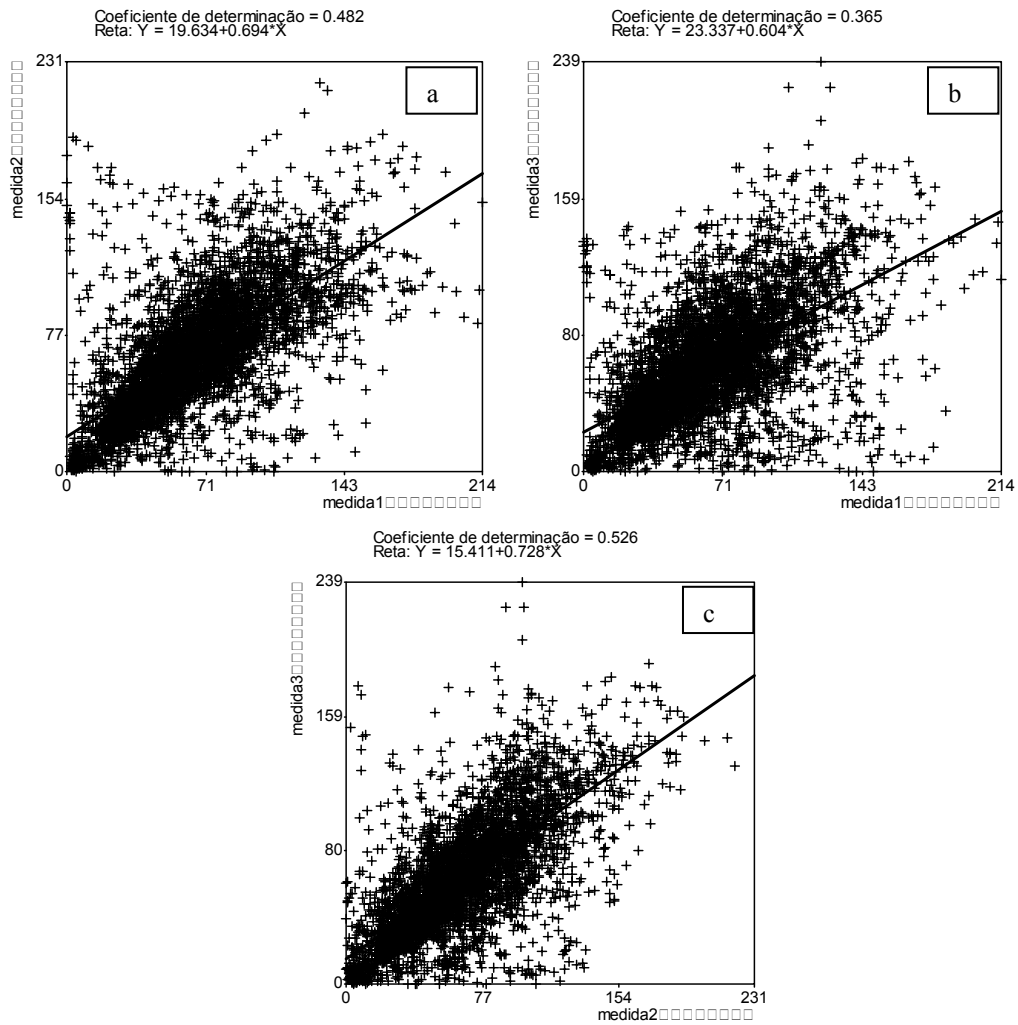 Coeficiente de determinação = 0.482
Reta: Y = 19.634+0.694*X
231
154
77
0
medida2
a
0 71 143 214
medida1
Coeficiente de determinação = 0.365
Reta: Y = 23.337+0.604*X
239
159
80
0
medida3
b
0 71 143 214
medida1
Coeficiente de determinação = 0.526
Reta: Y = 15.411+0.728*X
239
159
80
0
medida3
c
0 77 154 231
medida2